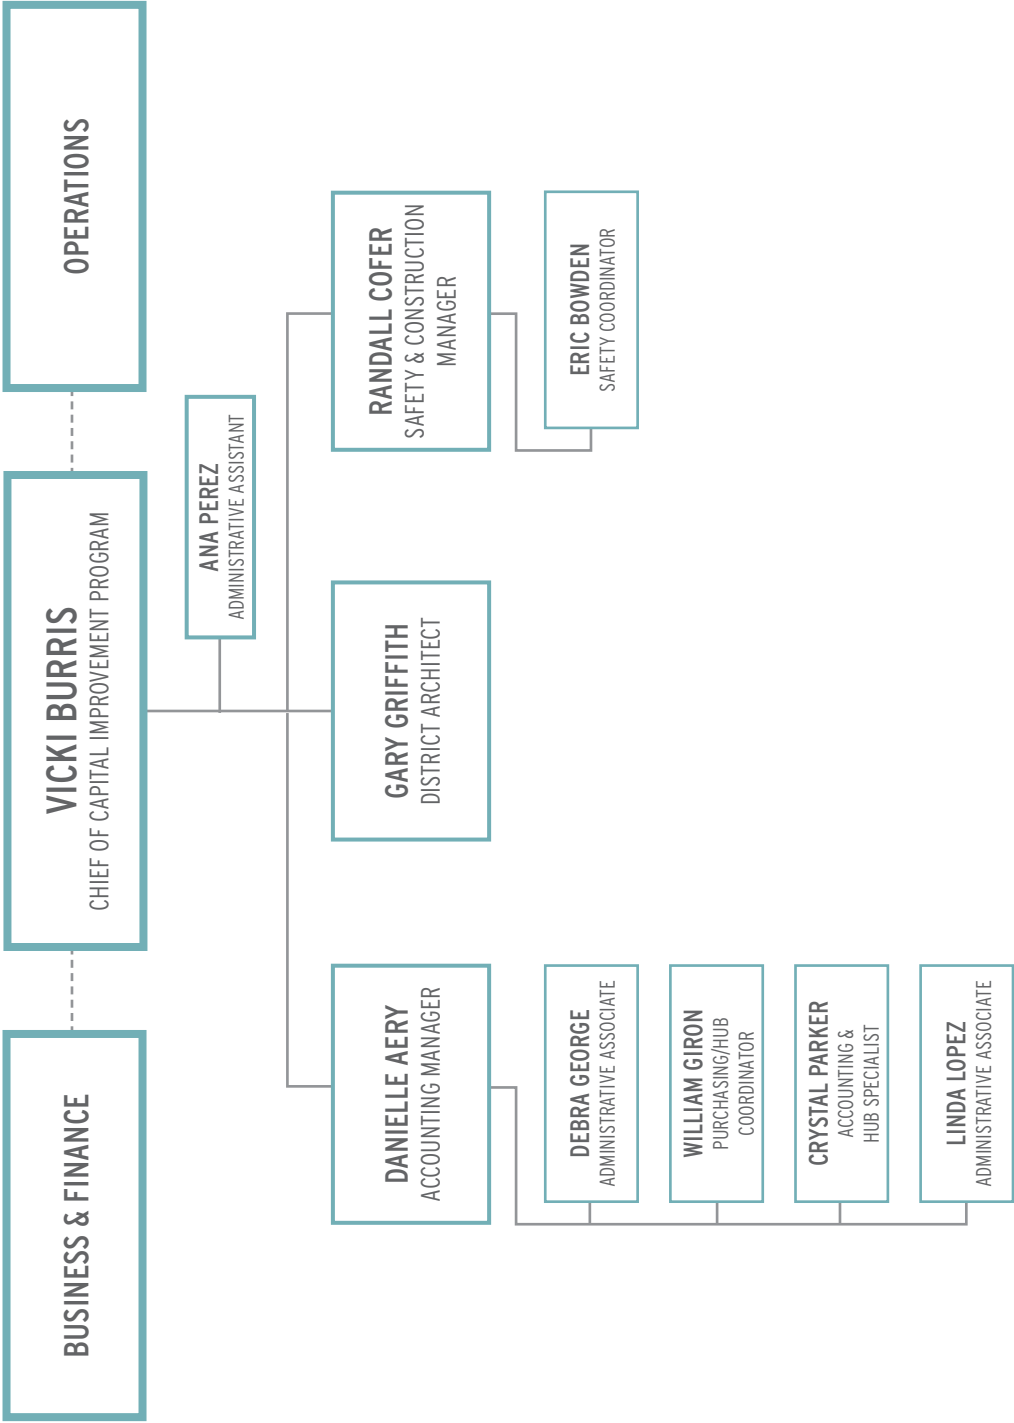 BUSINESS & FINANCE
VICKI BURRIS
CHIEF OF CAPITAL IMPROVEMENT PROGRAM
OPERATIONS
ANA PEREZ
ADMINISTRATIVE ASSISTANT
DANIELLE AERY
ACCOUNTING MANAGER
GARY GRIFFITH
DISTRICT ARCHITECT
RANDALL COFER
SAFETY & CONSTRUCTION
MANAGER
DEBRA GEORGE
ADMINISTRATIVE ASSOCIATE
ERIC BOWDEN
SAFETY COORDINATOR
WILLIAM GIRON
PURCHASING/HUB
COORDINATOR
CRYSTAL PARKER
ACCOUNTING &
HUB SPECIALIST
LINDA LOPEZ
ADMINISTRATIVE ASSOCIATE